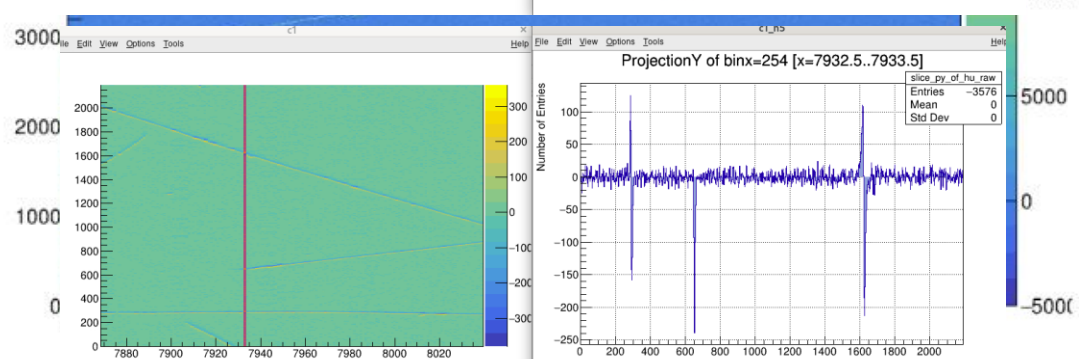 3000
2000
1000
0
c1
File Edit View Options Tools Help
2000
1800
1600
1400
1200
1000
800
600
400
200
0
7880 7900 7920 7940 7960 7980 8000 8020
300
200
100
0
−100
−200
−300
c1_n5
File Edit View Options Tools Help
ProjectionY of binx=254 [x=7932.5..7933.5]
slice_py_of_hu_raw
Entries −3576
Mean 0
Std Dev 0
Number of Entries
100
50
0
−50
−100
−150
−200
−250
0 200 400 600 800 1000 1200 1400 1600 1800 2000
5000
0
−5000